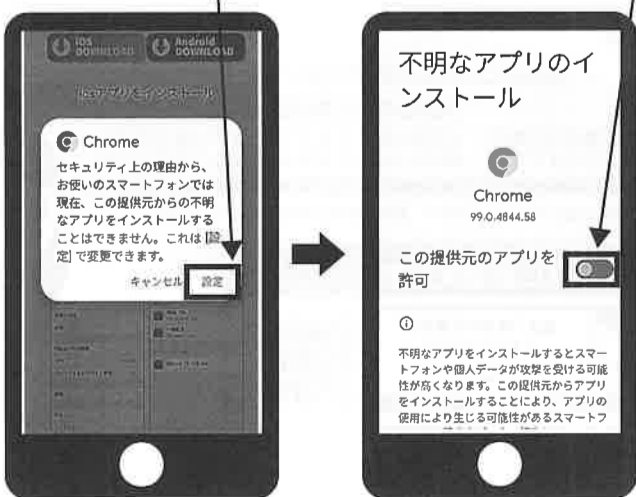 iOS
DOWNLOAD
Android
DOWNLOAD
Chrome
セキュリティ上の理由から、
お使いのスマートフォンでは
現在、この提供元からの不明
なアプリをインストールする
ことはできません。これは [設
定] で変更できます。
キャンセル 設定
不明なアプリのイ
ンストール
Chrome
99.0.4844.58
この提供元のアプリを
許可
不明なアプリをインストールするとスマー
トフォンや個人データが攻撃を受ける可能
性が高くなります。この提供元からアプリ
をインストールすることにより、アプリの
使用により生じる可能性があるスマートフ